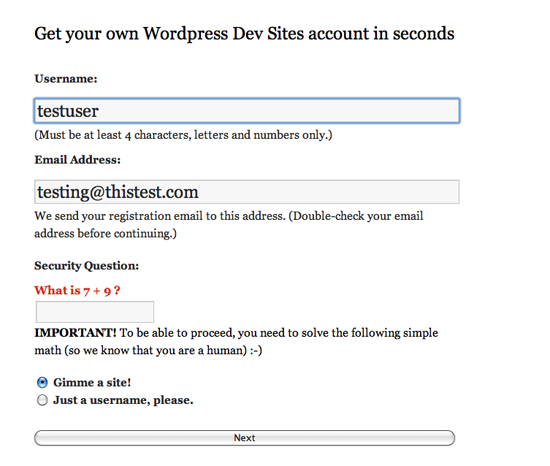 Get your own Wordpress Dev Sites account in seconds
Username:
testuser
(Must be at least 4 characters, letters and numbers only.)
Email Address:
testing@thistest.com
We send your registration email to this address. (Double-check your email
address before continuing.)
Security Question:
What is 7 + 9 ?
IMPORTANT! To be able to proceed, you need to solve the following simple
math (so we know that you are a human) :-)
Gimme a site!
Just a username, please.
Next